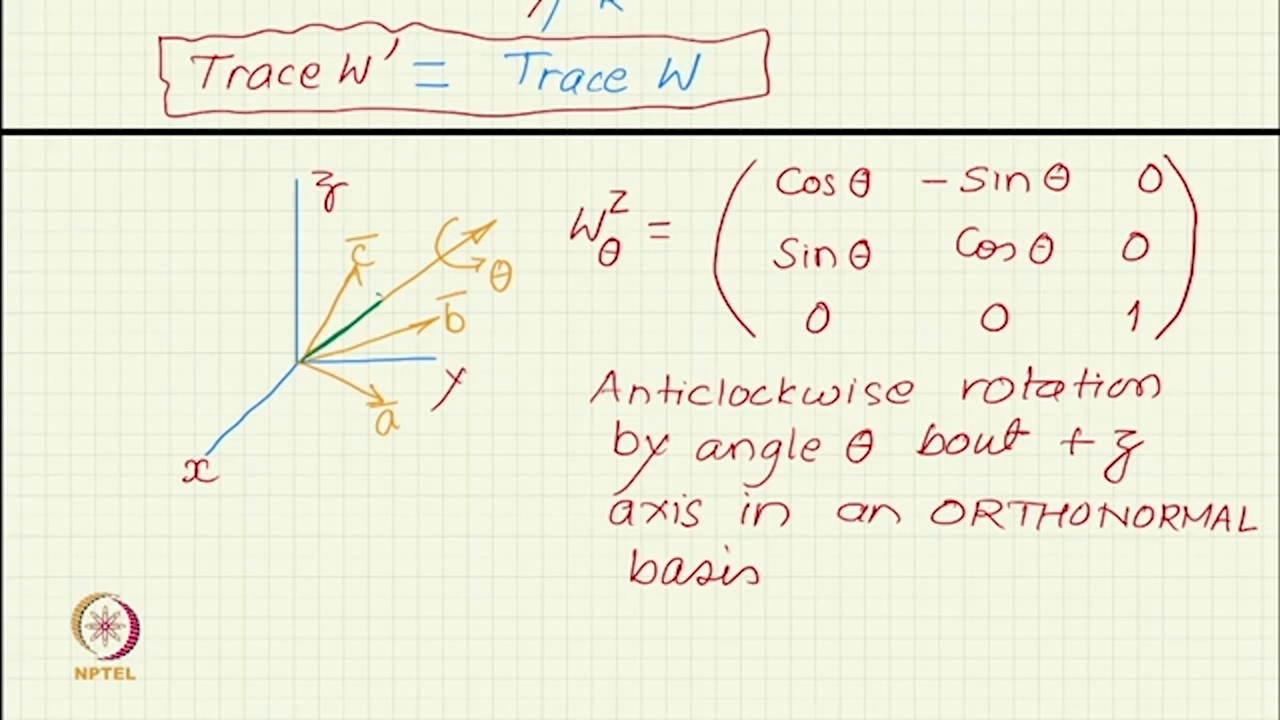 Trace W′ = Trace W
z
c̄
θ
b̄
y
ā
x
W_θ^z = ( Cos θ − Sin θ 0
Sin θ Cos θ 0
0 0 1 )
Anticlockwise rotation
by angle θ bout + z
axis in an ORTHONORMAL
basis
NPTEL